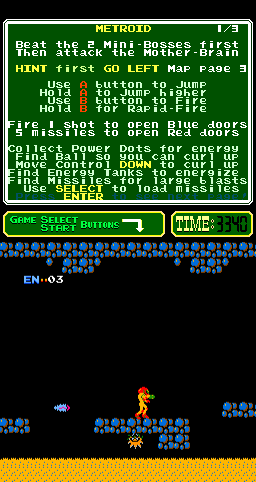 METROID 1/3
Beat the 2 Mini-Bosses first
Then attack the Mother-Brain
HINT first GO LEFT Map page 3
Use A button to Jump
Hold A to Jump higher
Use B button to Fire
Hold B for Rapid-Fire
Fire 1 shot to open Blue doors
5 missiles to open Red doors
Collect Power Dots for energy
Find Ball so you can curl up
Move Control DOWN to curl up
Find Energy Tanks to energize
Find Missiles for large blasts
Use SELECT to load missiles
ENTER
GAME SELECT
START BUTTONS
TIME: 3340
EN..03